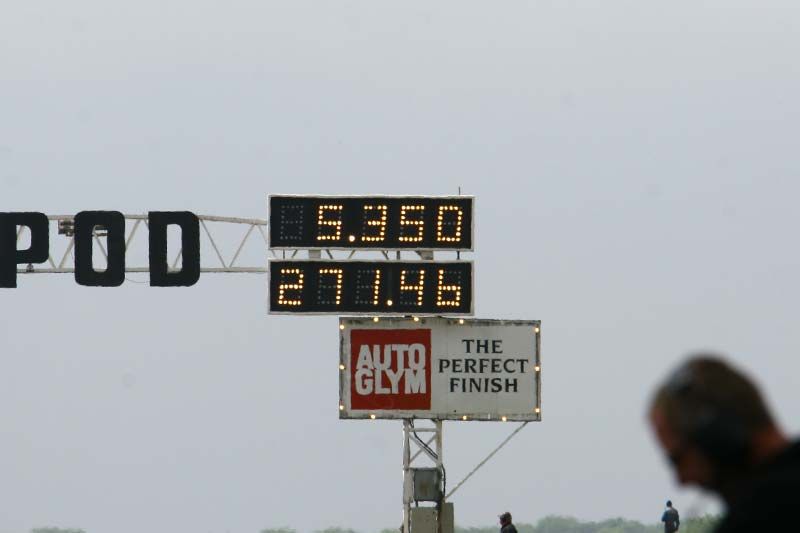 POD
5.350
271.46
AUTO
GLYM
THE
PERFECT
FINISH